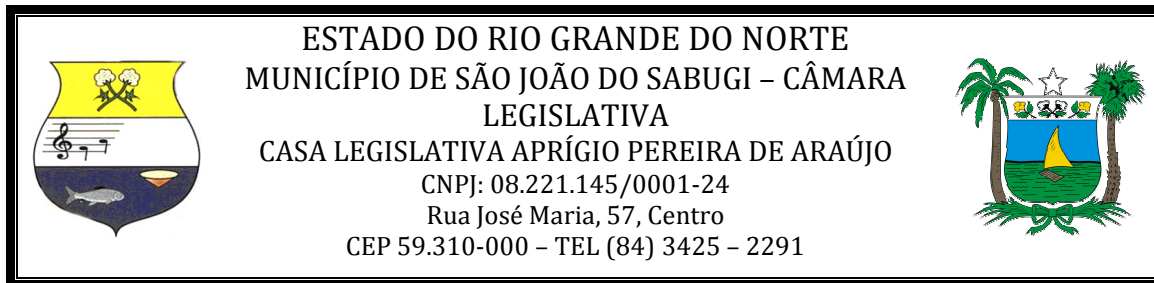 ESTADO DO RIO GRANDE DO NORTE
MUNICÍPIO DE SÃO JOÃO DO SABUGI – CÂMARA
LEGISLATIVA
CASA LEGISLATIVA APRÍGIO PEREIRA DE ARAÚJO
CNPJ: 08.221.145/0001-24
Rua José Maria, 57, Centro
CEP 59.310-000 – TEL (84) 3425 – 2291